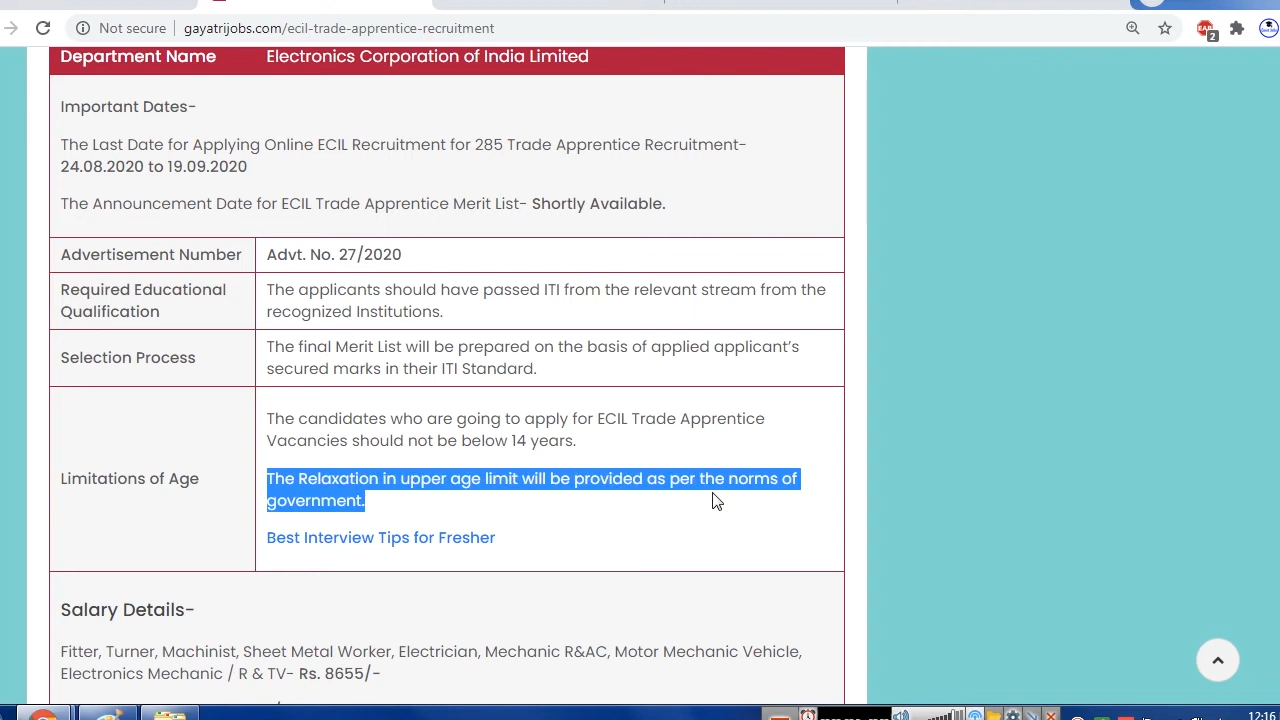 Not secure gayatrijobs.com/ecil-trade-apprentice-recruitment
2
Department Name Electronics Corporation of India Limited
Important Dates-
The Last Date for Applying Online ECIL Recruitment for 285 Trade Apprentice Recruitment-
24.08.2020 to 19.09.2020
The Announcement Date for ECIL Trade Apprentice Merit List- Shortly Available.
Advertisement Number Advt. No. 27/2020
Required Educational
Qualification
The applicants should have passed ITI from the relevant stream from the
recognized Institutions.
Selection Process
The final Merit List will be prepared on the basis of applied applicant's
secured marks in their ITI Standard.
Limitations of Age
The candidates who are going to apply for ECIL Trade Apprentice
Vacancies should not be below 14 years.
The Relaxation in upper age limit will be provided as per the norms of
government.
Best Interview Tips for Fresher
Salary Details-
Fitter, Turner, Machinist, Sheet Metal Worker, Electrician, Mechanic R&AC, Motor Mechanic Vehicle,
Electronics Mechanic / R & TV- Rs. 8655/-
12:16